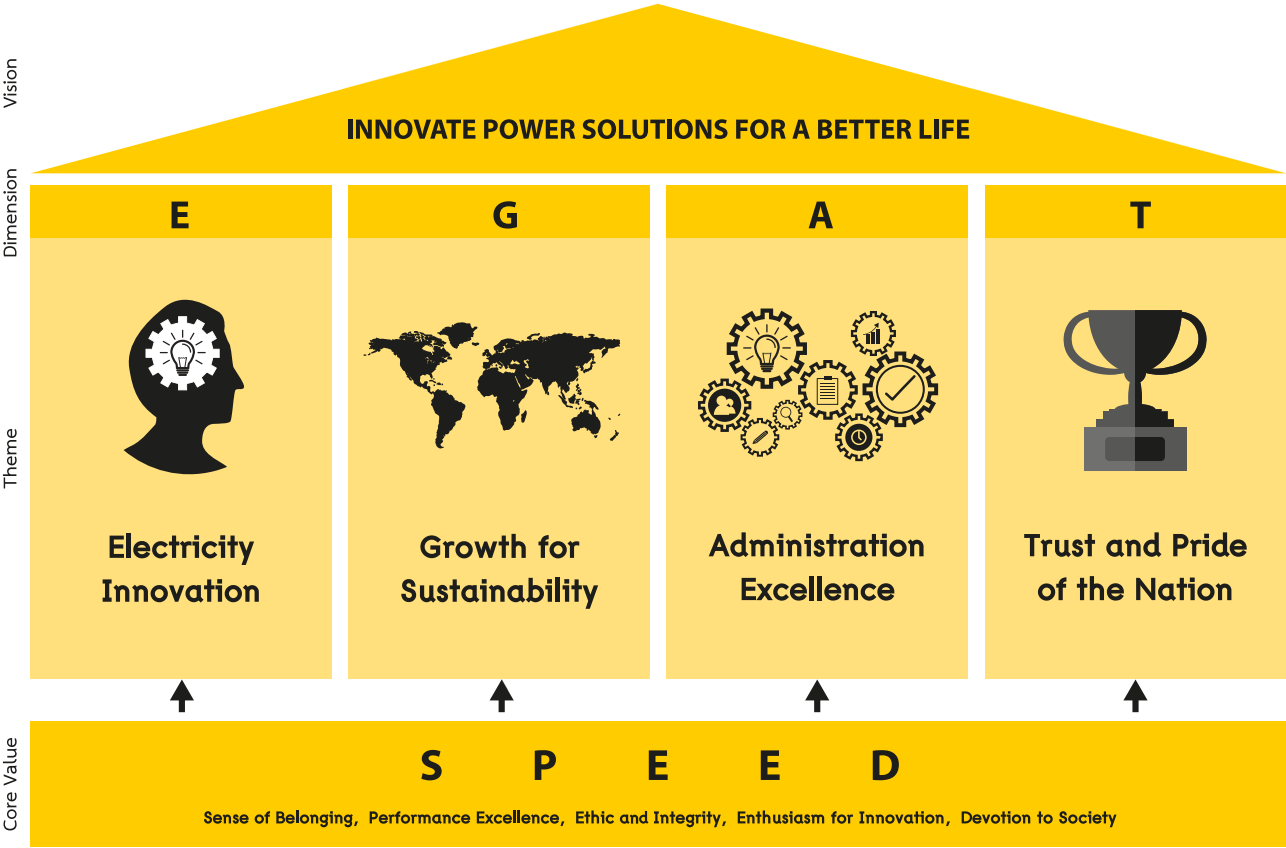 Vision
INNOVATE POWER SOLUTIONS FOR A BETTER LIFE
Dimension
E
G
A
T
Theme
Electricity
Innovation
Growth for
Sustainability
Administration
Excellence
Trust and Pride
of the Nation
Core Value
S P E E D
Sense of Belonging, Performance Excellence, Ethic and Integrity, Enthusiasm for Innovation, Devotion to Society